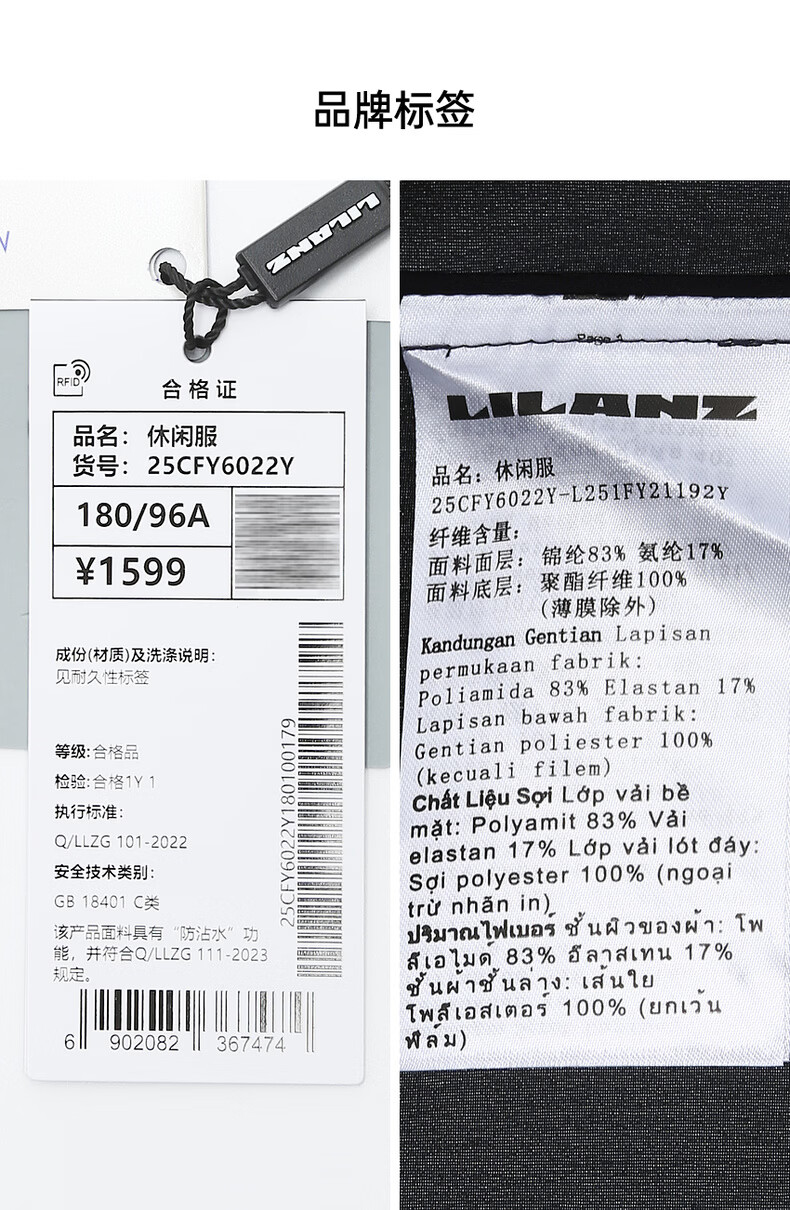 品牌标签
LILANZ
RFID
合格证
品名: 休闲服
货号: 25CFY6022Y
180/96A
¥1599
成份(材质)及洗涤说明:
见耐久性标签
等级:合格品
检验:合格1Y 1
执行标准:
Q/LLZG 101-2022
安全技术类别:
GB 18401 C类
该产品面料具有“防沾水”功
能，并符合Q/LLZG 111-2023
规定。
25CFY6022Y180100179
6 902082 367474
Page 1
LILANZ
品名: 休闲服
25CFY6022Y-L251FY21192Y
纤维含量:
面料面层: 锦纶83% 氨纶17%
面料底层: 聚酯纤维100%
(薄膜除外)
Kandungan Gentian Lapisan
permukaan fabrik:
Poliamida 83% Elastan 17%
Lapisan bawah fabrik:
Gentian poliester 100%
(kecuali filem)
Chất Liệu Sợi Lớp vải bề
mặt: Polyamit 83% Vải
elastan 17% Lớp vải lót đáy:
Sợi polyester 100% (ngoại
trừ nhãn in)
ปริมาณไฟเบอร์ ชั้นผิวของผ้า: โพ
ลีเอไมด์ 83% อีลาสเทน 17%
ชั้นผ้าชั้นล่าง: เส้นใย
โพลีเอสเตอร์ 100% (ยกเว้น
ฟิล์ม)